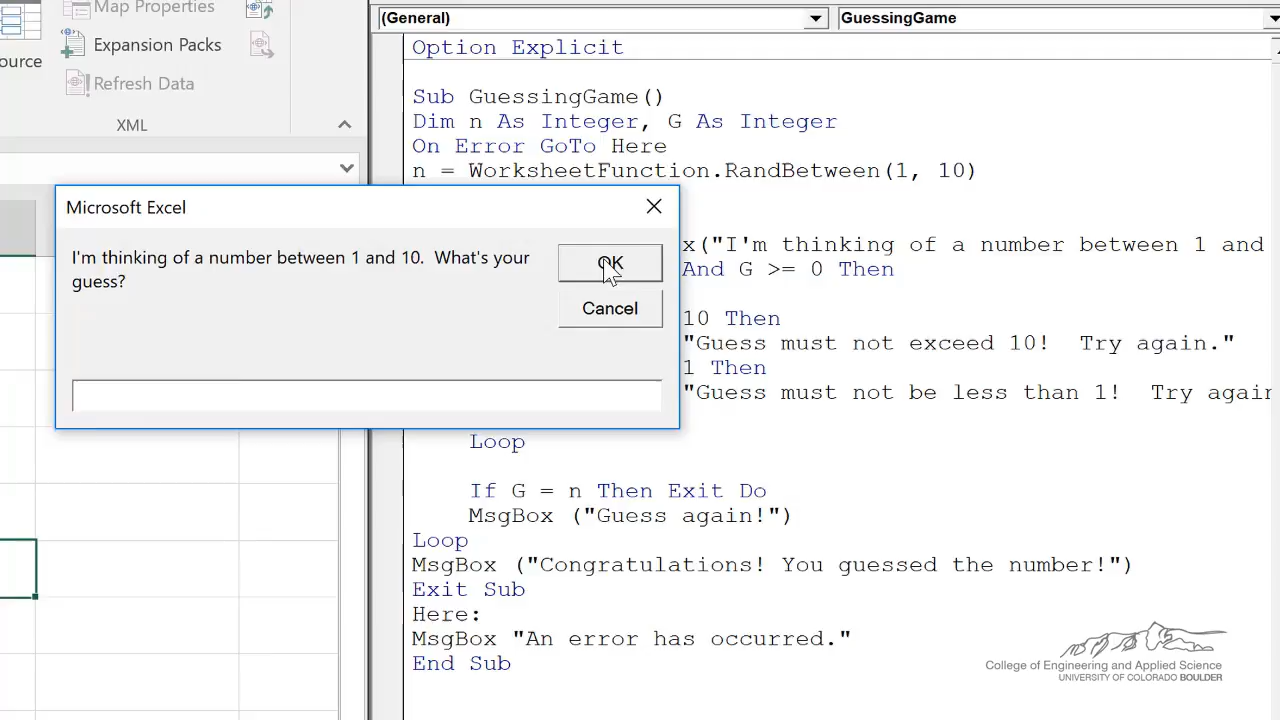 Map Properties
Expansion Packs
ource
Refresh Data
XML
(General)
GuessingGame
Option Explicit
Sub GuessingGame()
Dim n As Integer, G As Integer
On Error GoTo Here
n = WorksheetFunction.RandBetween(1, 10)
x("I'm thinking of a number between 1 and
And G >= 0 Then
10 Then
"Guess must not exceed 10!  Try again."
1 Then
"Guess must not be less than 1!  Try again
Loop
If G = n Then Exit Do
MsgBox ("Guess again!")
Loop
MsgBox ("Congratulations! You guessed the number!")
Exit Sub
Here:
MsgBox "An error has occurred."
End Sub
Microsoft Excel
I'm thinking of a number between 1 and 10.  What's your
guess?
OK
Cancel
College of Engineering and Applied Science
UNIVERSITY OF COLORADO BOULDER